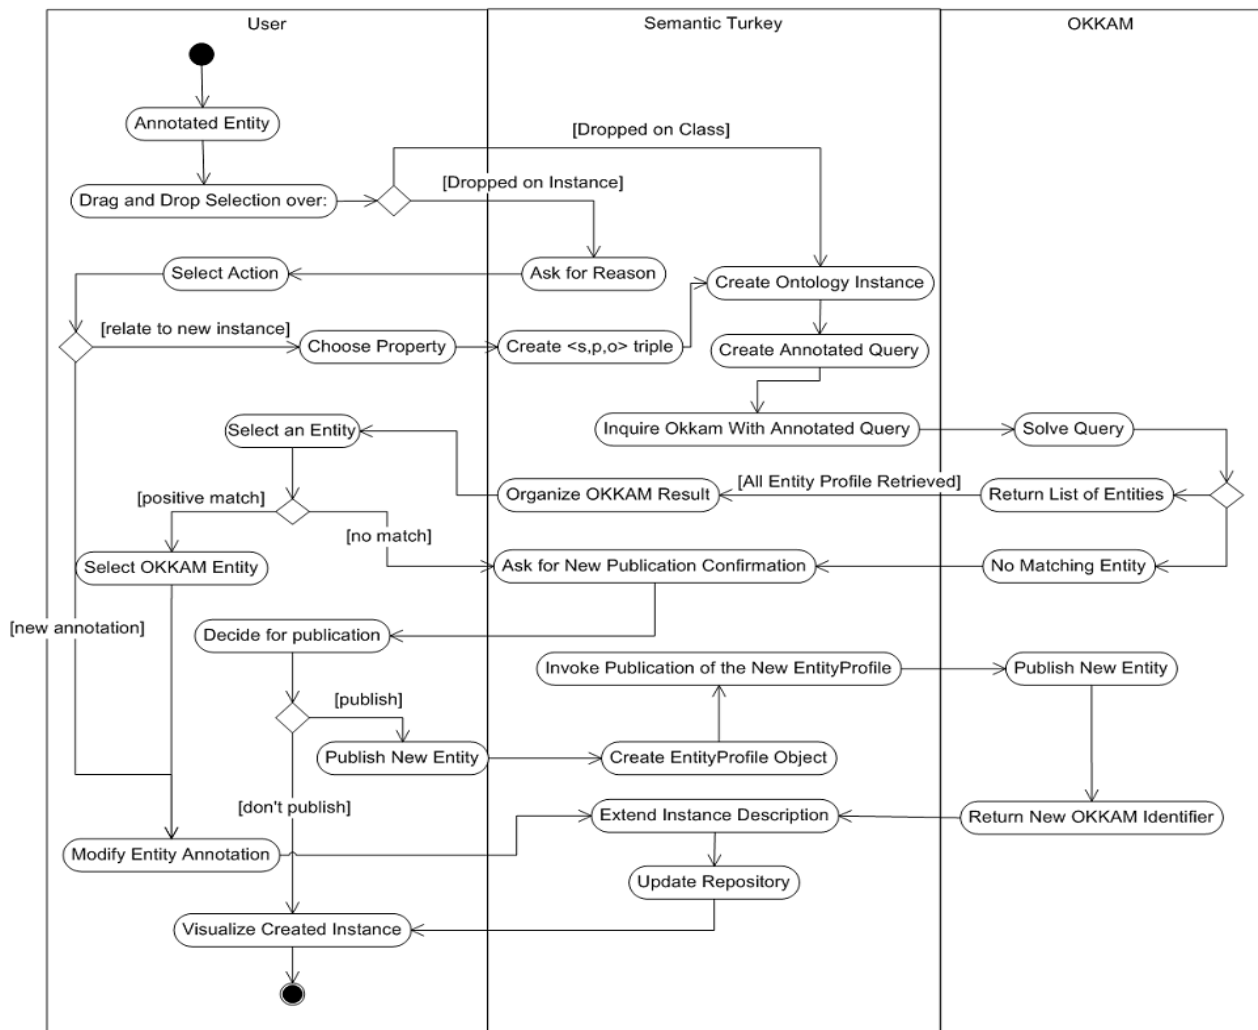 User
Semantic Turkey
OKKAM
Annotated Entity
[Dropped on Class]
Drag and Drop Selection over:
[Dropped on Instance]
Select Action
Ask for Reason
Create Ontology Instance
[relate to new instance]
Choose Property
Create <s,p,o> triple
Create Annotated Query
Select an Entity
Inquire Okkam With Annotated Query
Solve Query
[positive match]
Organize OKKAM Result
[All Entity Profile Retrieved]
Return List of Entities
[no match]
Select OKKAM Entity
Ask for New Publication Confirmation
No Matching Entity
[new annotation]
Decide for publication
Invoke Publication of the New EntityProfile
Publish New Entity
[publish]
Publish New Entity
Create EntityProfile Object
[don't publish]
Extend Instance Description
Return New OKKAM Identifier
Modify Entity Annotation
Update Repository
Visualize Created Instance